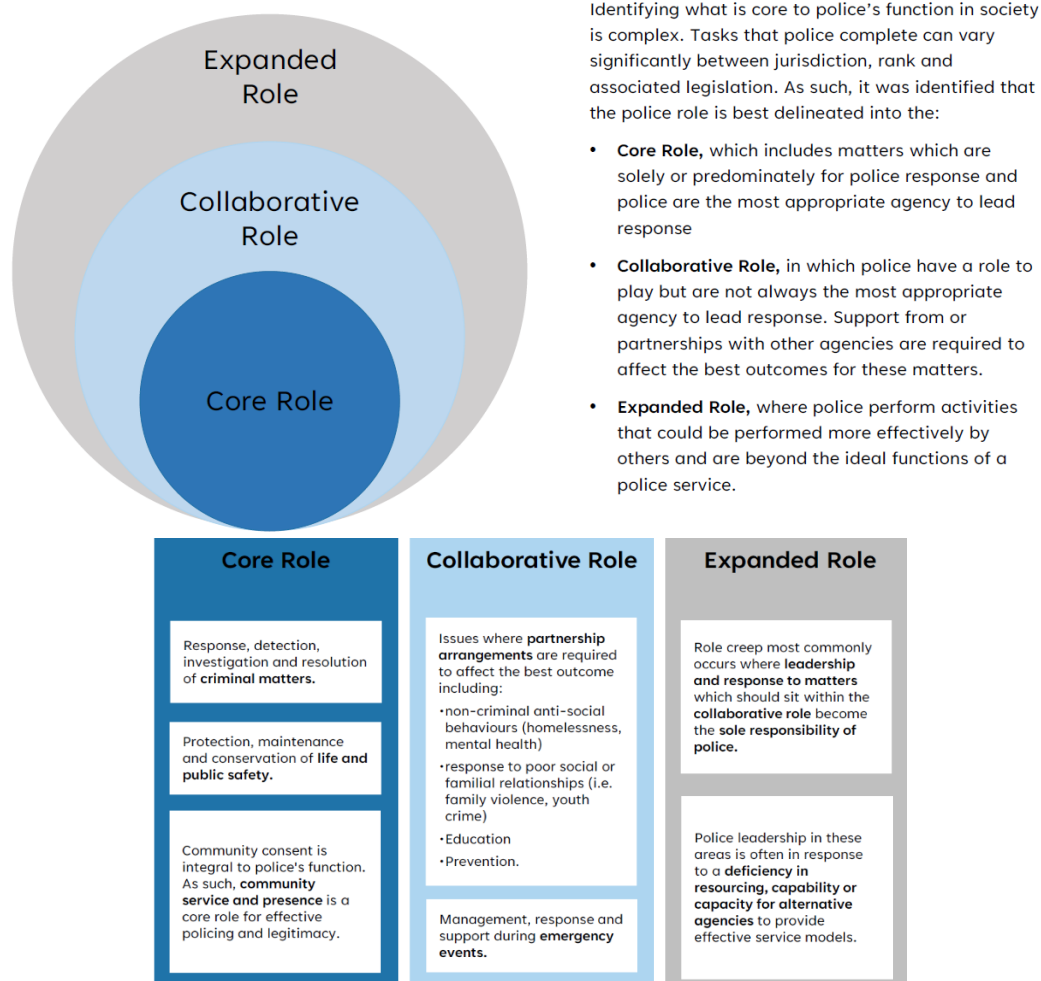 Expanded
Role
Collaborative
Role
Core Role
Identifying what is core to police's function in society
is complex. Tasks that police complete can vary
significantly between jurisdiction, rank and
associated legislation. As such, it was identified that
the police role is best delineated into the:
• Core Role, which includes matters which are
solely or predominately for police response and
police are the most appropriate agency to lead
response
• Collaborative Role, in which police have a role to
play but are not always the most appropriate
agency to lead response. Support from or
partnerships with other agencies are required to
affect the best outcomes for these matters.
• Expanded Role, where police perform activities
that could be performed more effectively by
others and are beyond the ideal functions of a
police service.
Core Role
Response, detection,
investigation and resolution
of criminal matters.
Protection, maintenance
and conservation of life and
public safety.
Community consent is
integral to police's function.
As such, community
service and presence is a
core role for effective
policing and legitimacy.
Collaborative Role
Issues where partnership
arrangements are required
to affect the best outcome
including:
•non-criminal anti-social
behaviours (homelessness,
mental health)
•response to poor social or
familial relationships (i.e.
family violence, youth
crime)
•Education
•Prevention.
Management, response and
support during emergency
events.
Expanded Role
Role creep most commonly
occurs where leadership
and response to matters
which should sit within the
collaborative role become
the sole responsibility of
police.
Police leadership in these
areas is often in response
to a deficiency in
resourcing, capability or
capacity for alternative
agencies to provide
effective service models.